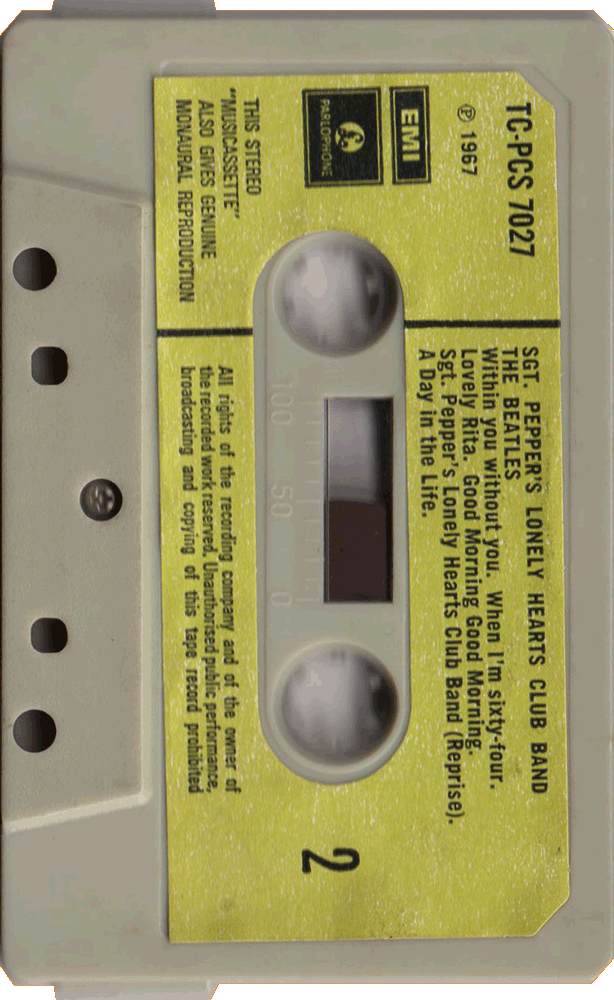 TC-PCS 7027
℗ 1967
EMI
PARLOPHONE
THIS STEREO
"MUSICASSETTE"
ALSO GIVES GENUINE
MONAURAL REPRODUCTION
SGT. PEPPER'S LONELY HEARTS CLUB BAND
THE BEATLES
Within you without you. When I'm sixty-four.
Lovely Rita. Good Morning Good Morning.
Sgt. Pepper's Lonely Hearts Club Band (Reprise).
A Day in the Life.
100 50 0
2
All rights of the recording company and of the owner of
the recorded work reserved. Unauthorised public performance,
broadcasting and copying of this tape record prohibited